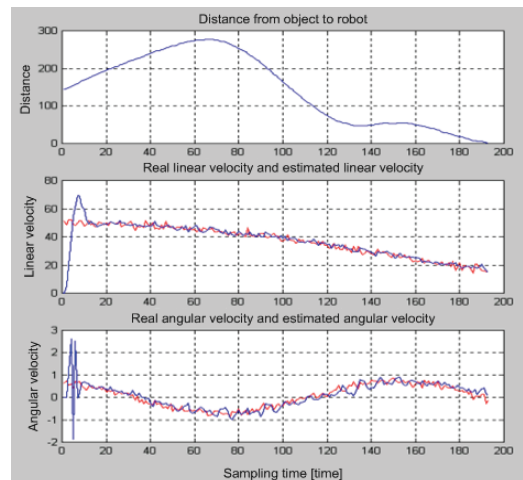 Distance from object to robot
300
200
100
0
Distance
0 20 40 60 80 100 120 140 160 180 200
Real linear velocity and estimated linear velocity
80
60
40
20
0
Linear velocity
0 20 40 60 80 100 120 140 160 180 200
Real angular velocity and estimated angular velocity
3
2
1
0
-1
-2
Angular velocity
0 20 40 60 80 100 120 140 160 180 200
Sampling time [time]